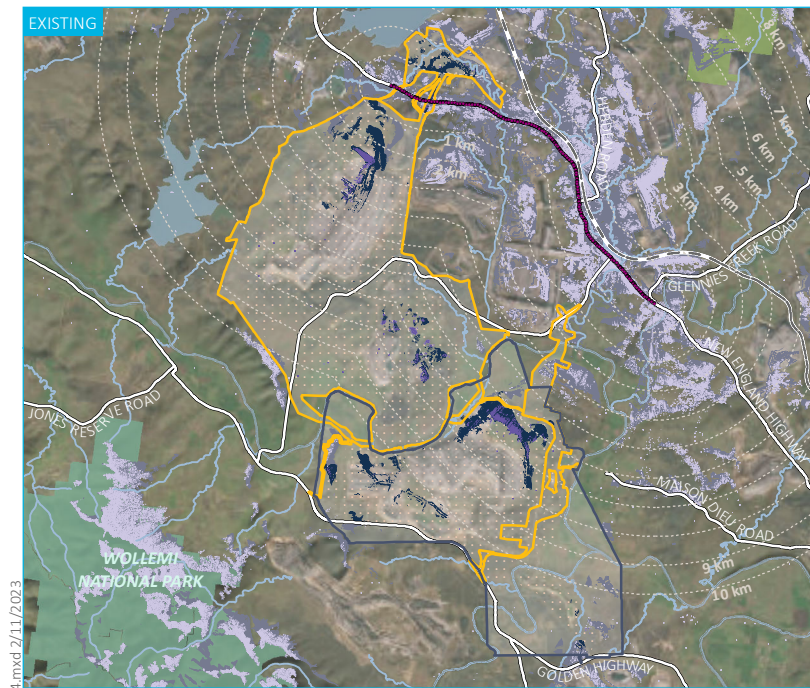 EXISTING
8 km
7 km
6 km
5 km
4 km
3 km
1 km
2 km
GLENNIES CREEK ROAD
NEW ENGLAND HIGHWAY
JONES RESERVE ROAD
MAISON DIEU ROAD
WOLLEMI
NATIONAL PARK
9 km
10 km
GOLDEN HIGHWAY
4.mxd 2/11/2023